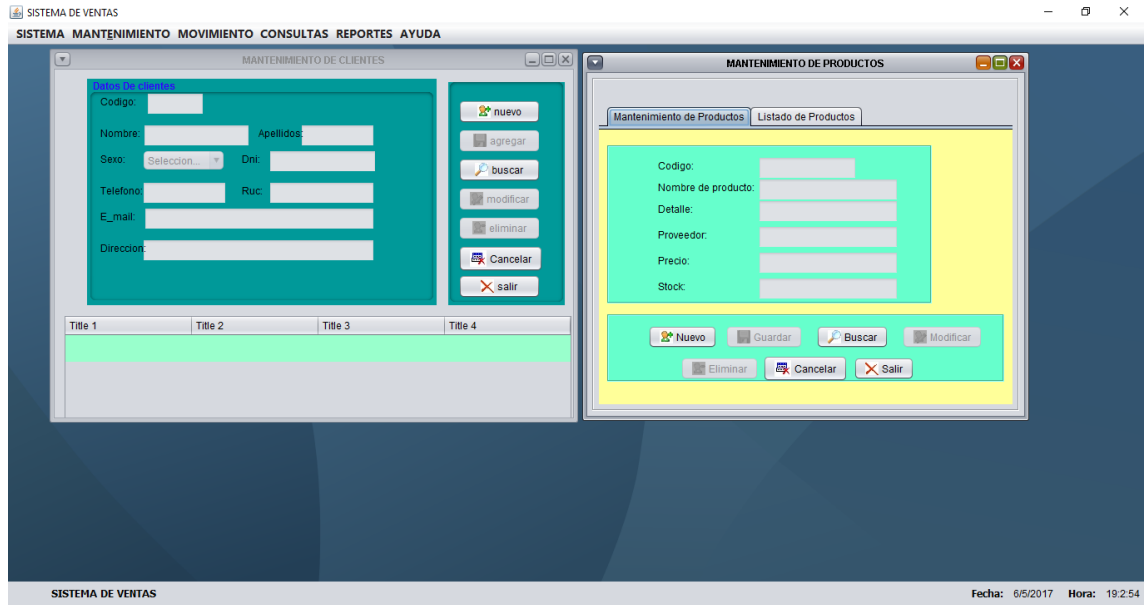 SISTEMA DE VENTAS
SISTEMA MANTENIMIENTO MOVIMIENTO CONSULTAS REPORTES AYUDA
MANTENIMIENTO DE CLIENTES
Datos De clientes
Codigo:
Nombre: Apellidos:
Sexo: Seleccion... Dni:
Telefono: Ruc:
E_mail:
Direccion:
nuevo
agregar
buscar
modificar
eliminar
Cancelar
salir
Title 1 Title 2 Title 3 Title 4
MANTENIMIENTO DE PRODUCTOS
Mantenimiento de Productos Listado de Productos
Codigo:
Nombre de producto:
Detalle:
Proveedor:
Precio:
Stock:
Nuevo Guardar Buscar Modificar
Eliminar Cancelar Salir
SISTEMA DE VENTAS Fecha: 6/5/2017 Hora: 19:2:54